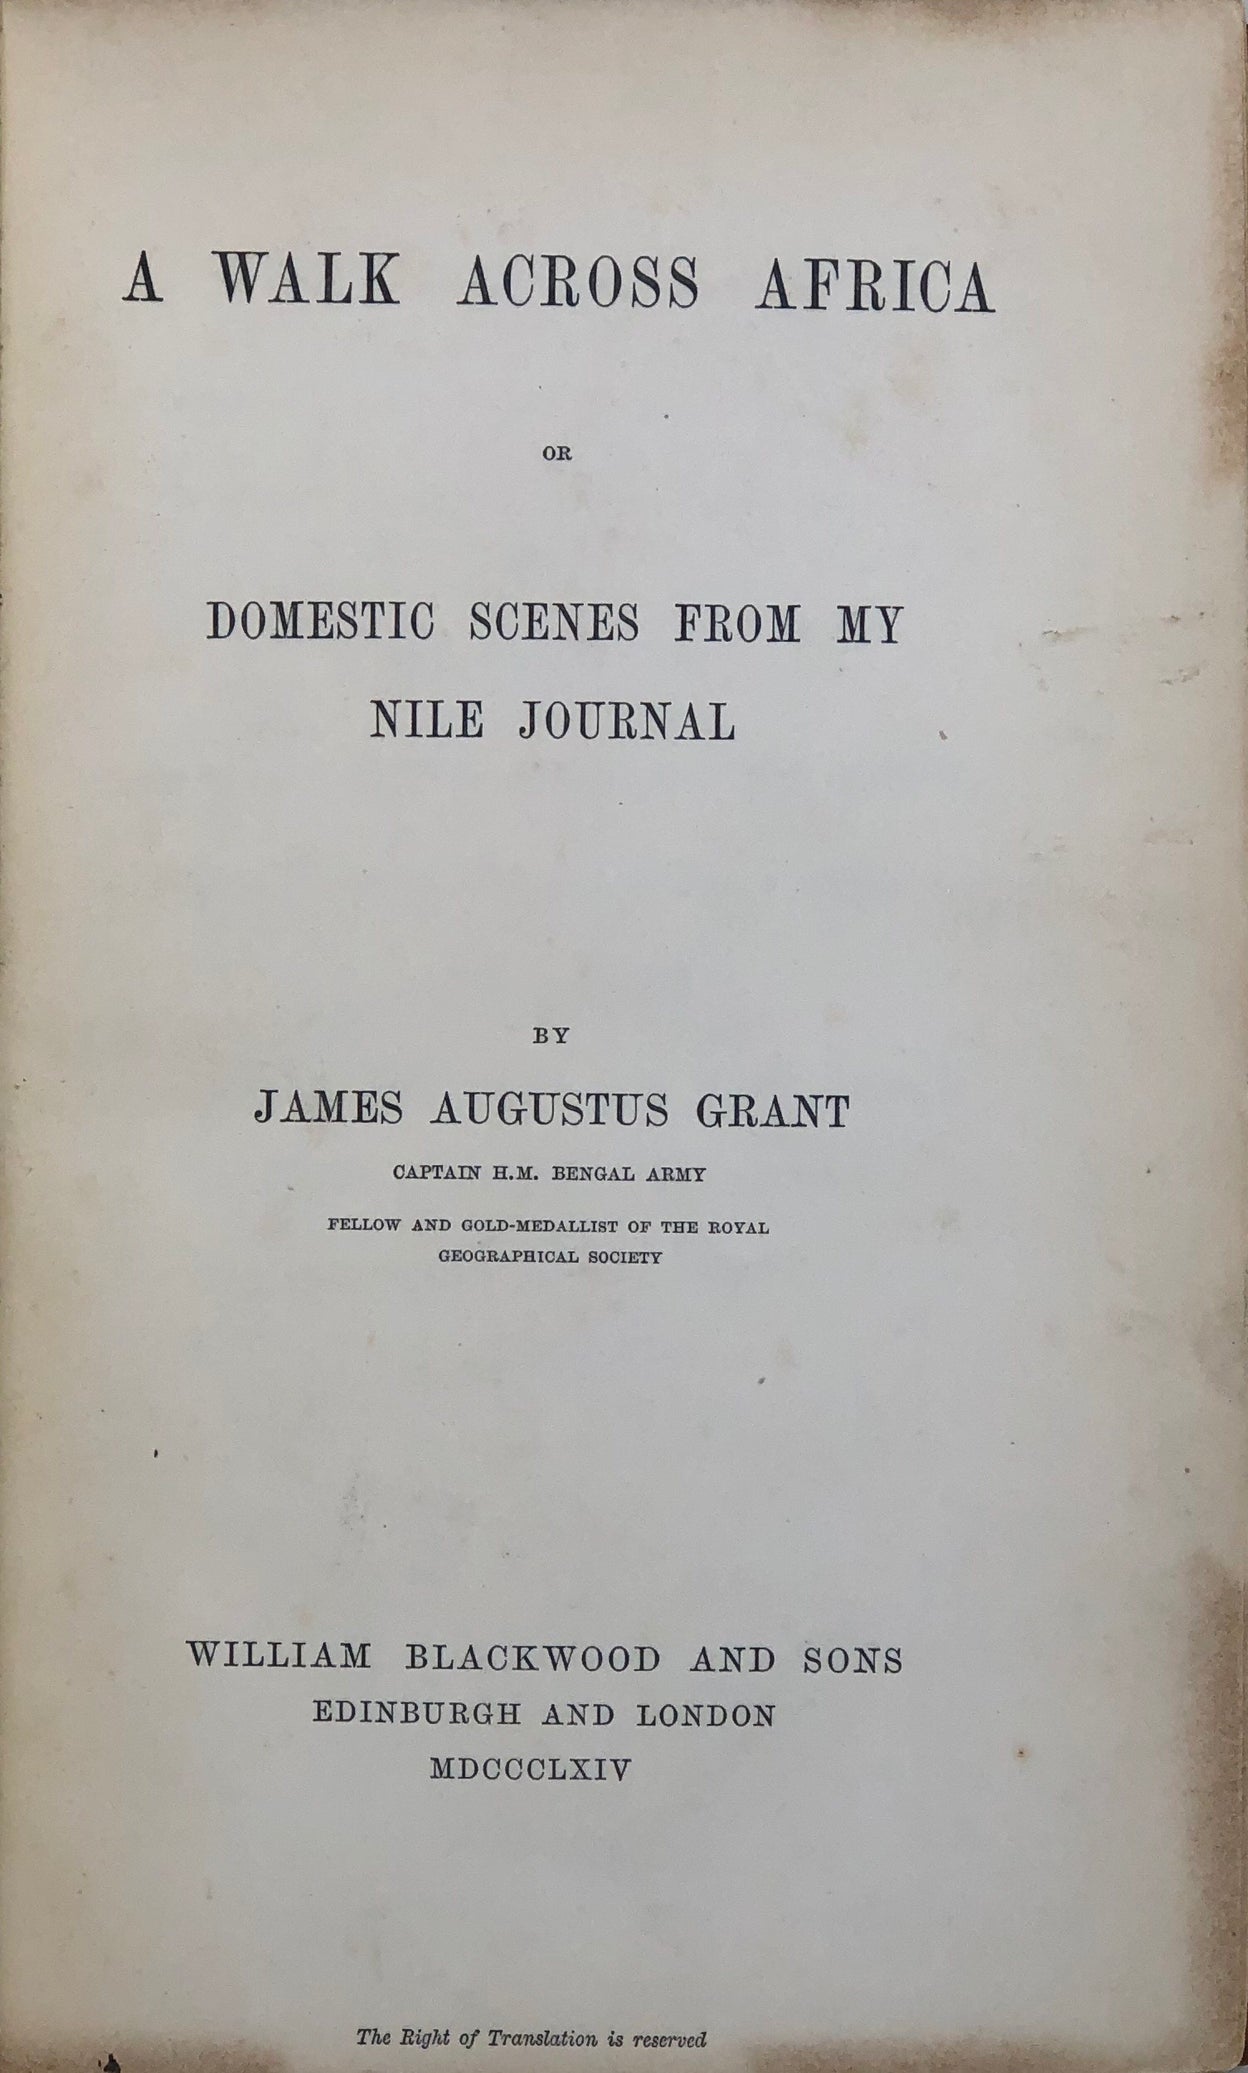 A WALK ACROSS AFRICA
OR
DOMESTIC SCENES FROM MY
NILE JOURNAL
BY
JAMES AUGUSTUS GRANT
CAPTAIN H.M. BENGAL ARMY
FELLOW AND GOLD-MEDALLIST OF THE ROYAL
GEOGRAPHICAL SOCIETY
WILLIAM BLACKWOOD AND SONS
EDINBURGH AND LONDON
MDCCCLXIV
The Right of Translation is reserved